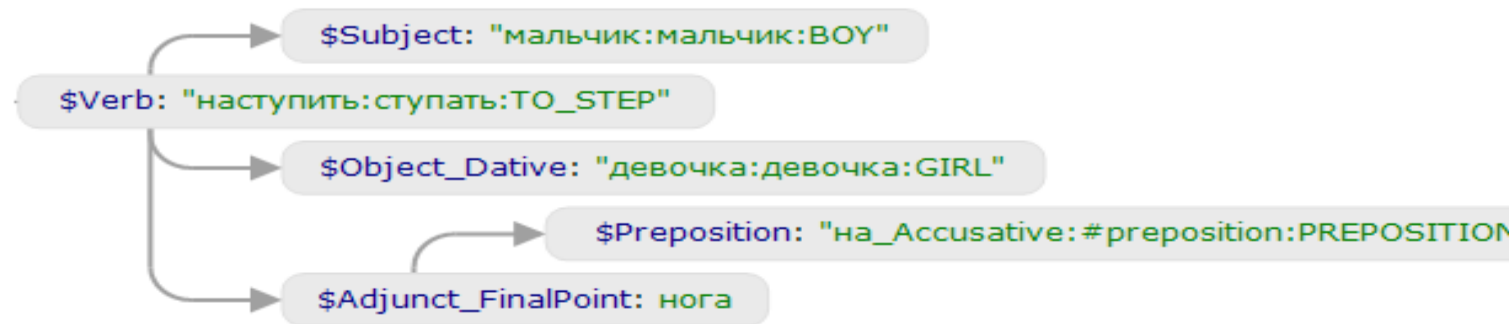 $Subject: "мальчик:мальчик:BOY"
$Verb: "наступить:ступать:TO_STEP"
$Object_Dative: "девочка:девочка:GIRL"
$Preposition: "на_Accusative:#preposition:PREPOSITION
$Adjunct_FinalPoint: нога